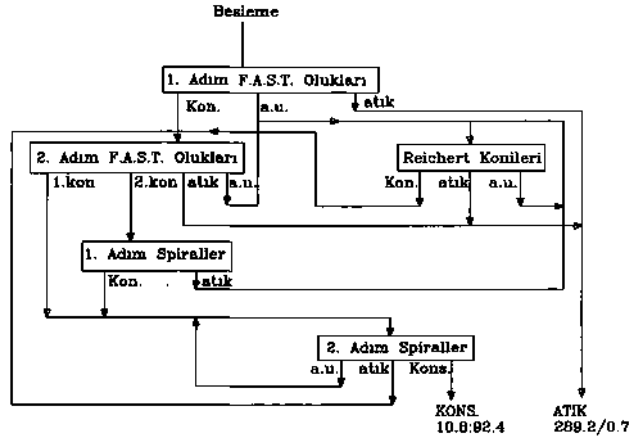 Besleme
1. Adım F.A.S.T. Olukları
Kon. a.u. atık
2. Adım F.A.S.T. Olukları
Reichert Konileri
1.kon 2.kon atık a.u.
Kon. atık a.u.
1. Adım Spiraller
Kon. atık
2. Adım Spiraller
a.u. atık Kons.
KONS. ATIK
10.8:92.4 289.2/0.7